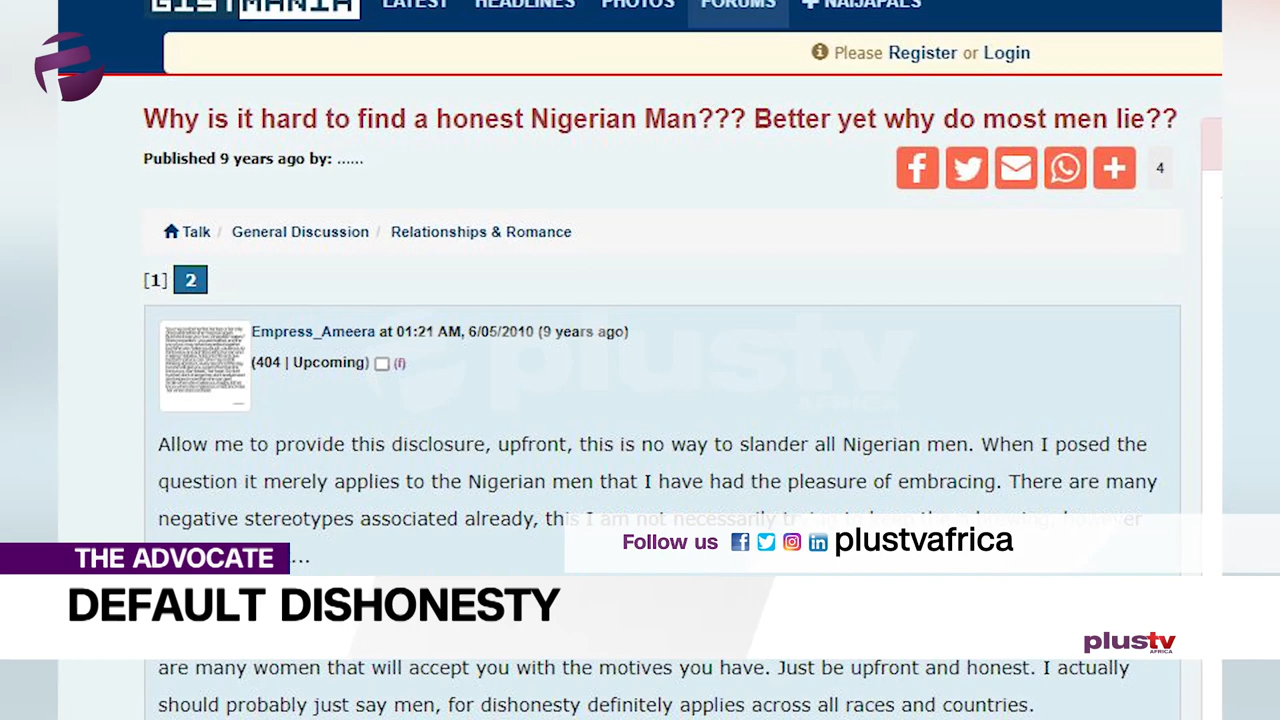 GISTMANIA LATEST HEADLINES PHOTOS FORUMS NAIJAPALS
Please Register or Login
Why is it hard to find a honest Nigerian Man??? Better yet why do most men lie??
Published 9 years ago by: ......
4
Talk / General Discussion / Relationships & Romance
[1] 2
Empress_Ameera at 01:21 AM, 6/05/2010 (9 years ago)
(404 | Upcoming) (f)
plustv
AFRICA
Allow me to provide this disclosure, upfront, this is no way to slander all Nigerian men. When I posed the
question it merely applies to the Nigerian men that I have had the pleasure of embracing. There are many
negative stereotypes associated already, this I am not necessarily however
Follow us plustvafrica
THE ADVOCATE ...
DEFAULT DISHONESTY
plustv
AFRICA
are many women that will accept you with the motives you have. Just be upfront and honest. I actually
should probably just say men, for dishonesty definitely applies across all races and countries.